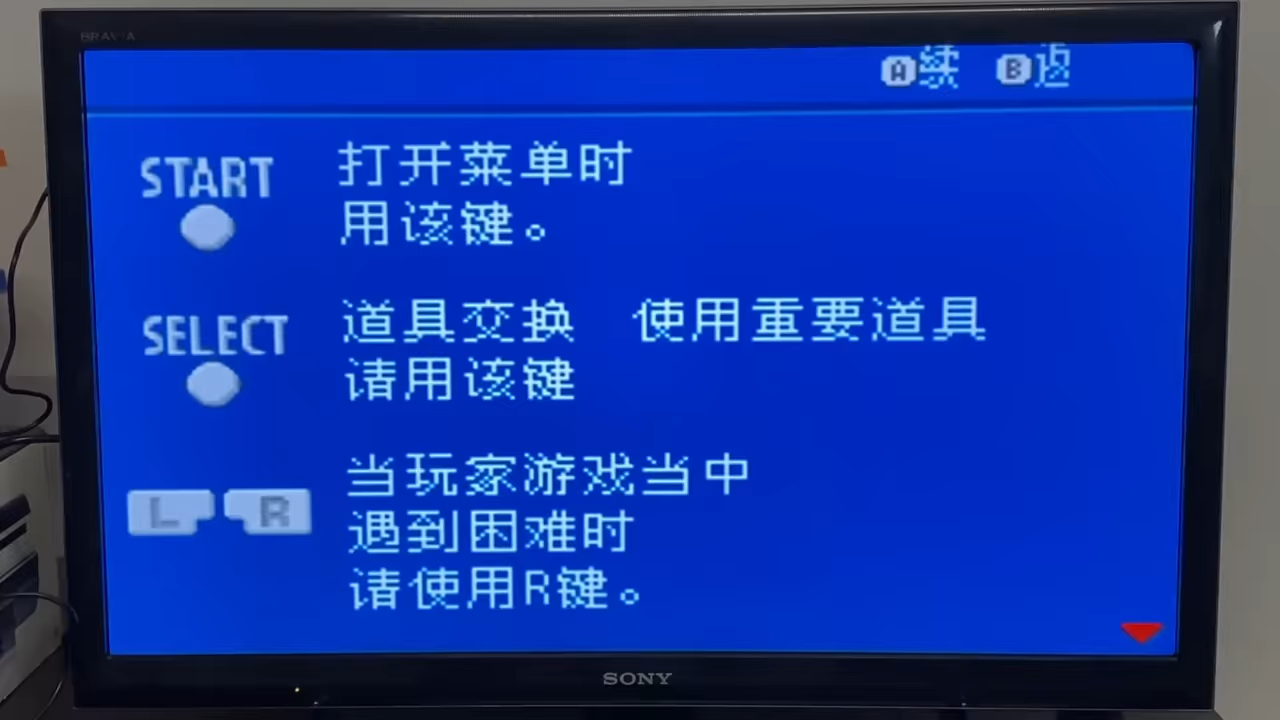 BRAVIA
A续 B返
START
打开菜单时
用该键。
SELECT
道具交换　使用重要道具
请用该键
L R
当玩家游戏当中
遇到困难时
请使用R键。
SONY